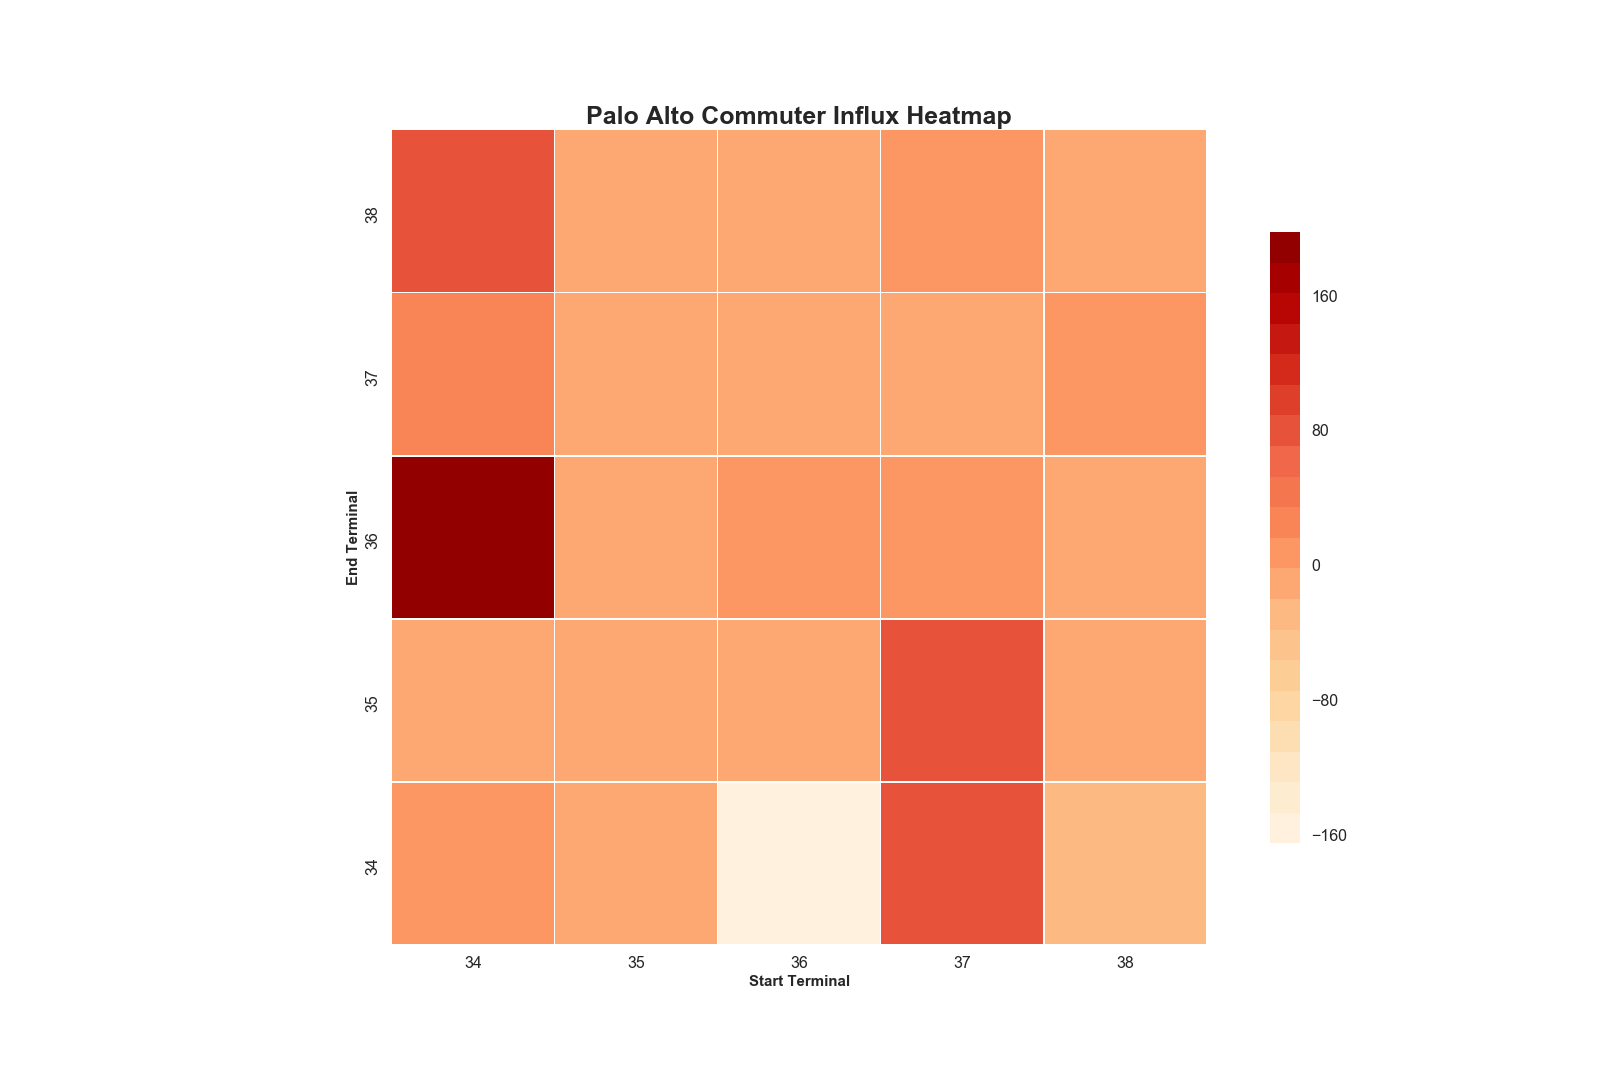 Palo Alto Commuter Influx Heatmap
End Terminal
38
37
36
35
34
34 35 36 37 38
Start Terminal
160
80
0
−80
−160